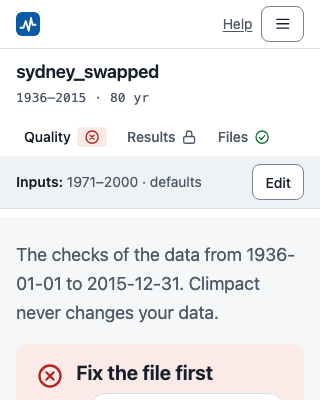 Help
sydney_swapped
1936–2015 · 80 yr
Quality Results Files
Inputs: 1971–2000 · defaults Edit
The checks of the data from 1936-
01-01 to 2015-12-31. Climpact
never changes your data.
Fix the file first